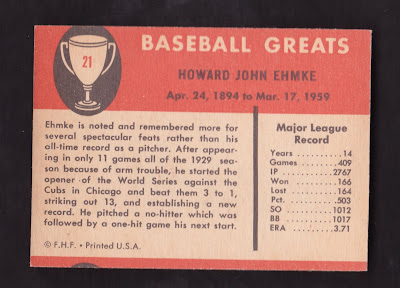 21
BASEBALL GREATS
HOWARD JOHN EHMKE
Apr. 24, 1894 to Mar. 17, 1959
Ehmke is noted and remembered more for
several spectacular feats rather than his
all-time record as a pitcher. After appear-
ing in only 11 games all of the 1929 sea-
son because of arm trouble, he started the
opener of the World Series against the
Cubs in Chicago and beat them 3 to 1,
striking out 13, and establishing a new
record. He pitched a no-hitter which was
followed by a one-hit game his next start.
© F.H.F. • Printed U.S.A.
Major League
Record
Years 14
Games 409
IP 2767
Won 166
Lost 164
Pct. .503
SO 1012
BB 1017
ERA 3.71